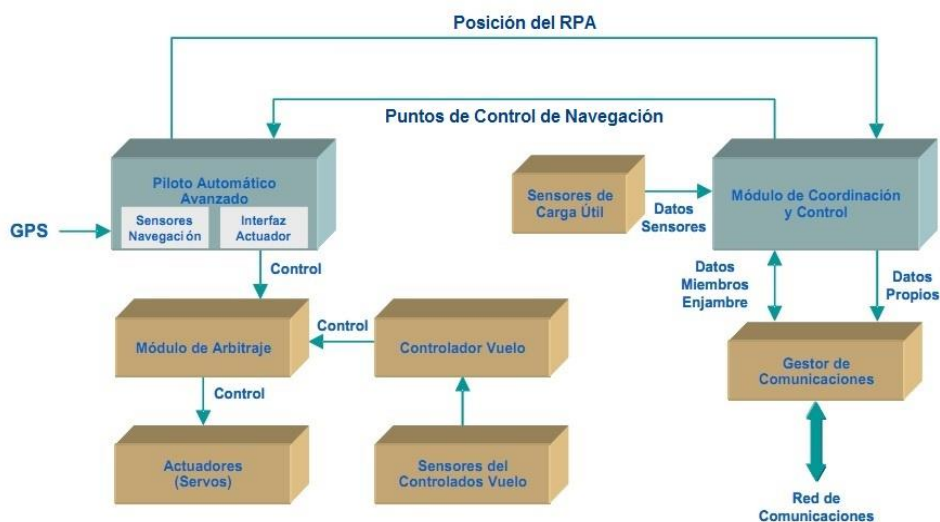 Posición del RPA
Puntos de Control de Navegación
Piloto Automático
Avanzado
Sensores
Navegación
Interfaz
Actuador
GPS
Sensores de
Carga Útil
Datos
Sensores
Módulo de Coordinación
y Control
Control
Datos
Miembros
Enjambre
Datos
Propios
Módulo de Arbitraje
Control
Controlador Vuelo
Gestor de
Comunicaciones
Control
Actuadores
(Servos)
Sensores del
Controlados Vuelo
Red de
Comunicaciones